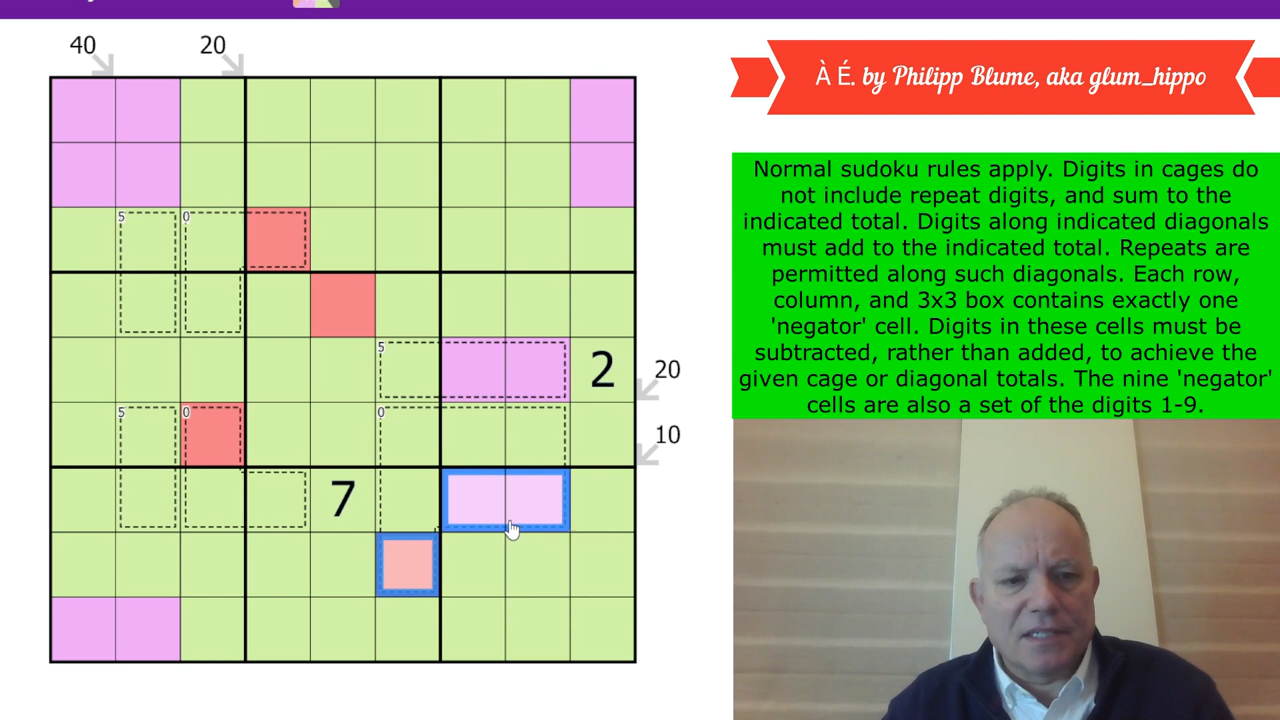 40
20
À É. by Philipp Blume, aka glum_hippo
Normal sudoku rules apply. Digits in cages do
not include repeat digits, and sum to the
indicated total. Digits along indicated diagonals
must add to the indicated total. Repeats are
permitted along such diagonals. Each row,
column, and 3x3 box contains exactly one
'negator' cell. Digits in these cells must be
subtracted, rather than added, to achieve the
given cage or diagonal totals. The nine 'negator'
cells are also a set of the digits 1-9.
5 0
5 2 20
5 0 0 10
7